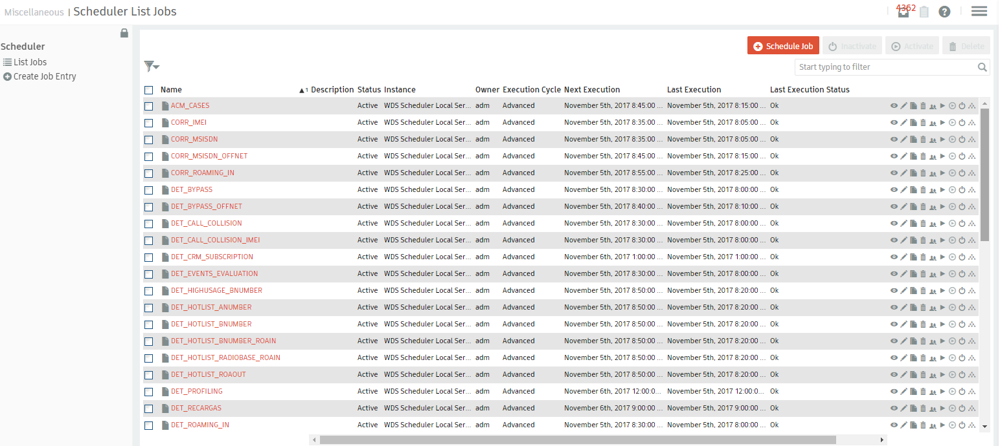 Miscellaneous | Scheduler List Jobs
4362
Scheduler
List Jobs
Create Job Entry
Schedule Job Inactivate Activate Delete
Start typing to filter
Name 1 Description Status Instance Owner Execution Cycle Next Execution Last Execution Last Execution Status
ACM_CASES Active WDS Scheduler Local Ser... adm Advanced November 5th, 2017 8:45:00 ... November 5th, 2017 8:15:00 ... Ok
CORR_IMEI Active WDS Scheduler Local Ser... adm Advanced November 5th, 2017 8:35:00 ... November 5th, 2017 8:05:00 ... Ok
CORR_MSISDN Active WDS Scheduler Local Ser... adm Advanced November 5th, 2017 8:35:00 ... November 5th, 2017 8:05:00 ... Ok
CORR_MSISDN_OFFNET Active WDS Scheduler Local Ser... adm Advanced November 5th, 2017 8:45:00 ... November 5th, 2017 8:15:00 ... Ok
CORR_ROAMING_IN Active WDS Scheduler Local Ser... adm Advanced November 5th, 2017 8:55:00 ... November 5th, 2017 8:25:00 ... Ok
DET_BYPASS Active WDS Scheduler Local Ser... adm Advanced November 5th, 2017 8:30:00 ... November 5th, 2017 8:00:00 ... Ok
DET_BYPASS_OFFNET Active WDS Scheduler Local Ser... adm Advanced November 5th, 2017 8:40:00 ... November 5th, 2017 8:10:00 ... Ok
DET_CALL_COLLISION Active WDS Scheduler Local Ser... adm Advanced November 5th, 2017 8:30:00 ... November 5th, 2017 8:00:00 ... Ok
DET_CALL_COLLISION_IMEI Active WDS Scheduler Local Ser... adm Advanced November 5th, 2017 8:30:00 ... November 5th, 2017 8:00:00 ... Ok
DET_CRM_SUBSCRIPTION Active WDS Scheduler Local Ser... adm Advanced November 6th, 2017 1:00:00 ... November 5th, 2017 1:00:00 ... Ok
DET_EVENTS_EVALUATION Active WDS Scheduler Local Ser... adm Advanced November 5th, 2017 8:30:00 ... November 5th, 2017 8:00:00 ... Ok
DET_HIGHUSAGE_BNUMBER Active WDS Scheduler Local Ser... adm Advanced November 5th, 2017 8:50:00 ... November 5th, 2017 8:20:00 ... Ok
DET_HOTLIST_ANUMBER Active WDS Scheduler Local Ser... adm Advanced November 5th, 2017 8:50:00 ... November 5th, 2017 8:20:00 ... Ok
DET_HOTLIST_BNUMBER Active WDS Scheduler Local Ser... adm Advanced November 5th, 2017 8:50:00 ... November 5th, 2017 8:20:00 ... Ok
DET_HOTLIST_BNUMBER_ROAIN Active WDS Scheduler Local Ser... adm Advanced November 5th, 2017 8:50:00 ... November 5th, 2017 8:20:00 ... Ok
DET_HOTLIST_RADIOBASE_ROAIN Active WDS Scheduler Local Ser... adm Advanced November 5th, 2017 8:50:00 ... November 5th, 2017 8:20:00 ... Ok
DET_HOTLIST_ROAOUT Active WDS Scheduler Local Ser... adm Advanced November 5th, 2017 8:50:00 ... November 5th, 2017 8:20:00 ... Ok
DET_PROFILING Active WDS Scheduler Local Ser... adm Advanced November 6th, 2017 12:00:0... November 5th, 2017 12:00:0... Ok
DET_RECARGAS Active WDS Scheduler Local Ser... adm Advanced November 6th, 2017 9:00:00 ... November 5th, 2017 9:00:00 ... Ok
DET_ROAMING_IN Active WDS Scheduler Local Ser... adm Advanced November 5th, 2017 8:30:00 ... November 5th, 2017 8:00:00 ... Ok